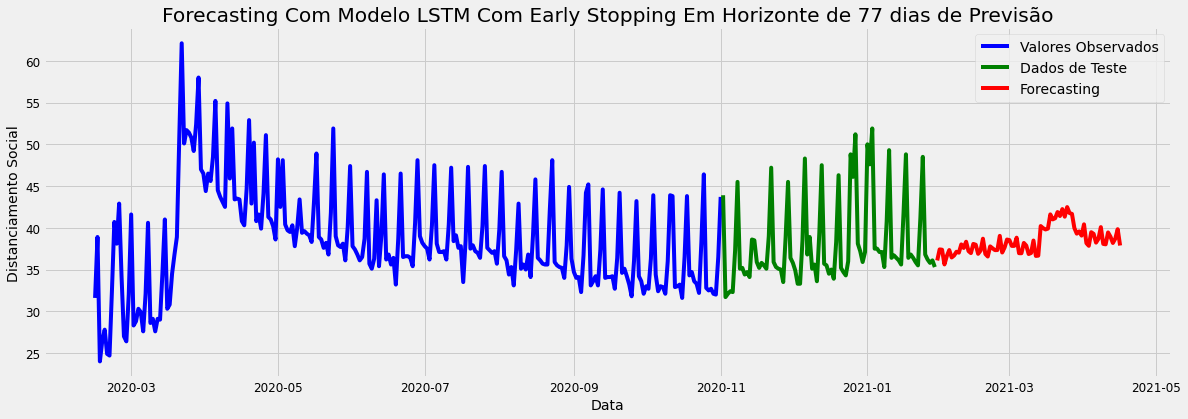 Forecasting Com Modelo LSTM Com Early Stopping Em Horizonte de 77 dias de Previsão
Valores Observados
Dados de Teste
Forecasting
Distanciamento Social
60
55
50
45
40
35
30
25
2020-03
2020-05
2020-07
2020-09
2020-11
2021-01
2021-03
2021-05
Data